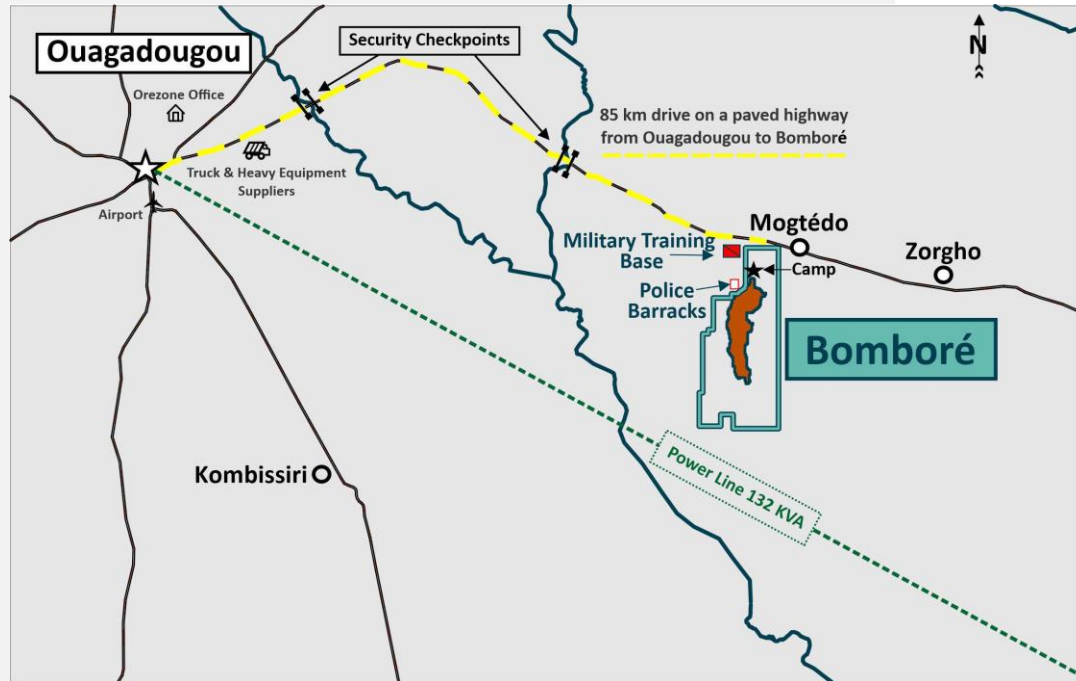 Ouagadougou
Security Checkpoints
N
Orezone Office
85 km drive on a paved highway
from Ouagadougou to Bomboré
Truck & Heavy Equipment
Suppliers
Airport
Mogtédo
Military Training
Base
Zorgho
Camp
Police
Barracks
Bomboré
Kombissiri
Power Line 132 KVA